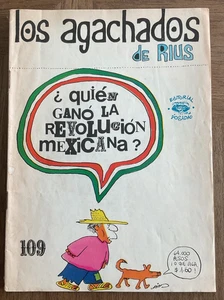 los agachados
de RIUS
EDITORIAL
POSADA
¿ quién
GANÓ LA
REVOLUCIÓN
MEXICANA ?
109